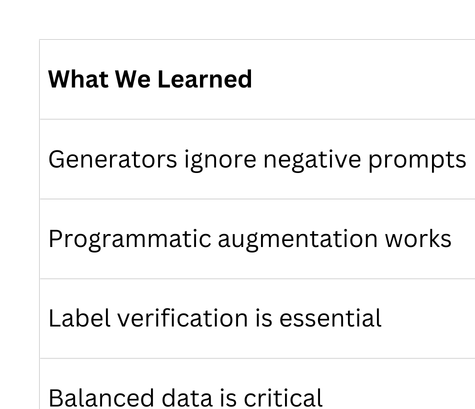 What We Learned
Generators ignore negative prompts
Programmatic augmentation works
Label verification is essential
Balanced data is critical